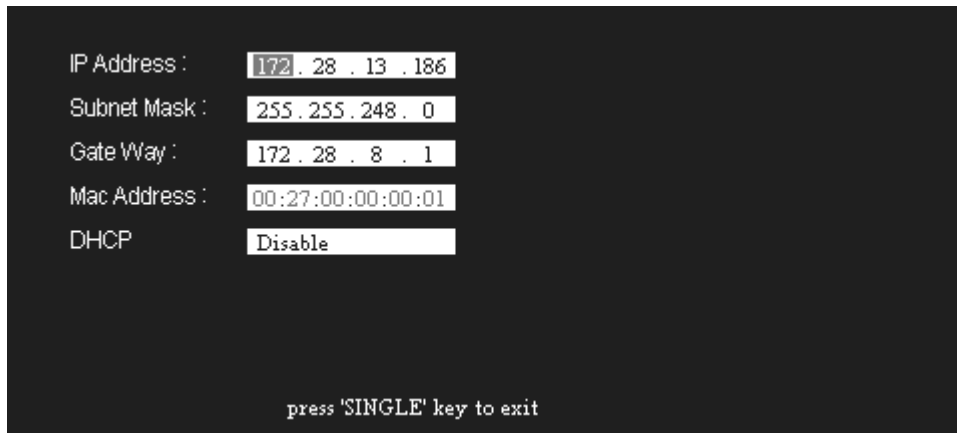 IP Address : 172 . 28 . 13 . 186
Subnet Mask : 255 . 255 . 248 . 0
Gate Way : 172 . 28 . 8 . 1
Mac Address : 00:27:00:00:00:01
DHCP Disable
press 'SINGLE' key to exit